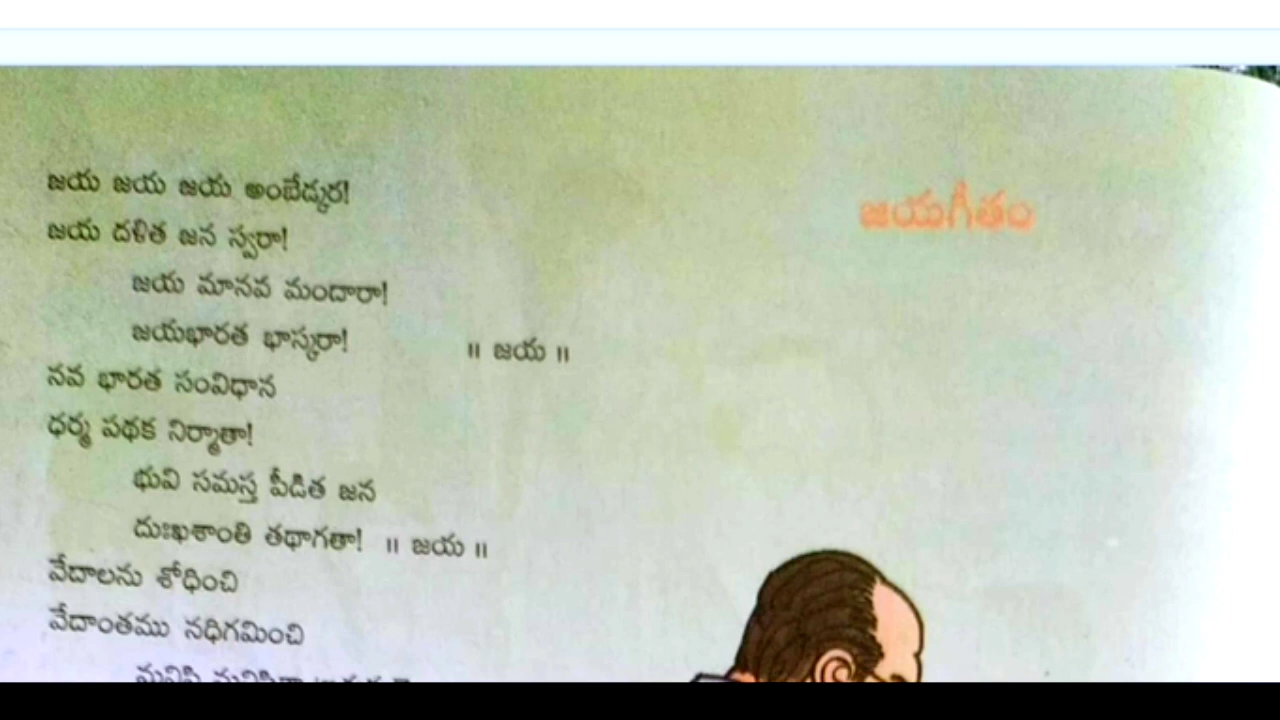 జయగీతం
జయ జయ జయ అంబేడ్కర!
జయ దళిత జన స్వరా!
జయ మానవ మందారా!
జయభారత భాస్కరా! ॥ జయ ॥
నవ భారత సంవిధాన
ధర్మ పథక నిర్మాతా!
భువి సమస్త పీడిత జన
దుఃఖశాంతి తథాగతా! ॥ జయ ॥
వేదాలను శోధించి
వేదాంతము నధిగమించి